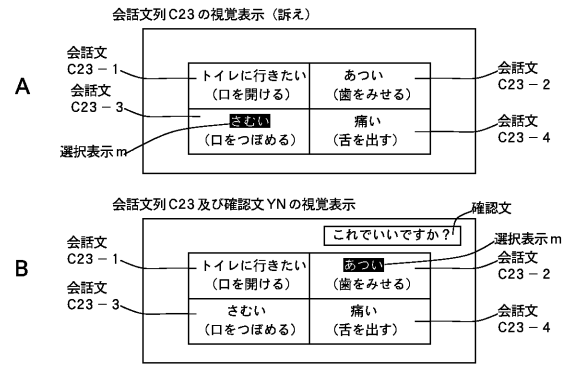 会話文列C23の視覚表示（訴え）
A
会話文
C23－1
会話文
C23－3
選択表示m
トイレに行きたい
（口を開ける）
あつい
（歯をみせる）
さむい
（口をつぼめる）
痛い
（舌を出す）
会話文
C23－2
会話文
C23－4
会話文列C23及び確認文YNの視覚表示
B
確認文
これでいいですか？
選択表示m
会話文
C23－1
会話文
C23－3
トイレに行きたい
（口を開ける）
あつい
（歯をみせる）
さむい
（口をつぼめる）
痛い
（舌を出す）
会話文
C23－2
会話文
C23－4